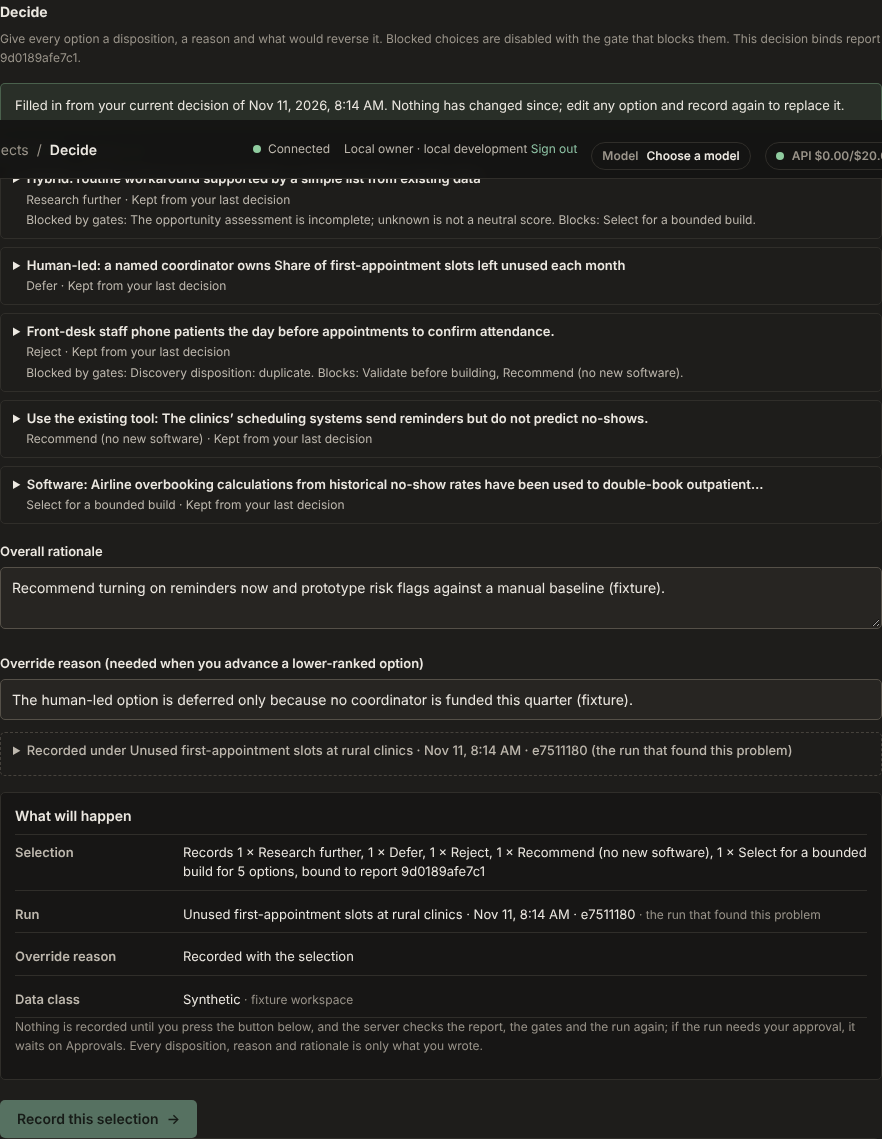 Decide
Give every option a disposition, a reason and what would reverse it. Blocked choices are disabled with the gate that blocks them. This decision binds report
9d0189afe7c1.
Filled in from your current decision of Nov 11, 2026, 8:14 AM. Nothing has changed since; edit any option and record again to replace it.
ects / Decide
Connected Local owner · local development Sign out Model Choose a model API $0.00/$20.
Hybrid: routine workaround supported by a simple list from existing data
Research further · Kept from your last decision
Blocked by gates: The opportunity assessment is incomplete; unknown is not a neutral score. Blocks: Select for a bounded build.
Human-led: a named coordinator owns Share of first-appointment slots left unused each month
Defer · Kept from your last decision
Front-desk staff phone patients the day before appointments to confirm attendance.
Reject · Kept from your last decision
Blocked by gates: Discovery disposition: duplicate. Blocks: Validate before building, Recommend (no new software).
Use the existing tool: The clinics’ scheduling systems send reminders but do not predict no-shows.
Recommend (no new software) · Kept from your last decision
Software: Airline overbooking calculations from historical no-show rates have been used to double-book outpatient…
Select for a bounded build · Kept from your last decision
Overall rationale
Recommend turning on reminders now and prototype risk flags against a manual baseline (fixture).
Override reason (needed when you advance a lower-ranked option)
The human-led option is deferred only because no coordinator is funded this quarter (fixture).
Recorded under Unused first-appointment slots at rural clinics · Nov 11, 8:14 AM · e7511180 (the run that found this problem)
What will happen
Selection Records 1 × Research further, 1 × Defer, 1 × Reject, 1 × Recommend (no new software), 1 × Select for a bounded
build for 5 options, bound to report 9d0189afe7c1
Run Unused first-appointment slots at rural clinics · Nov 11, 8:14 AM · e7511180 · the run that found this problem
Override reason Recorded with the selection
Data class Synthetic · fixture workspace
Nothing is recorded until you press the button below, and the server checks the report, the gates and the run again; if the run needs your approval, it
waits on Approvals. Every disposition, reason and rationale is only what you wrote.
Record this selection →